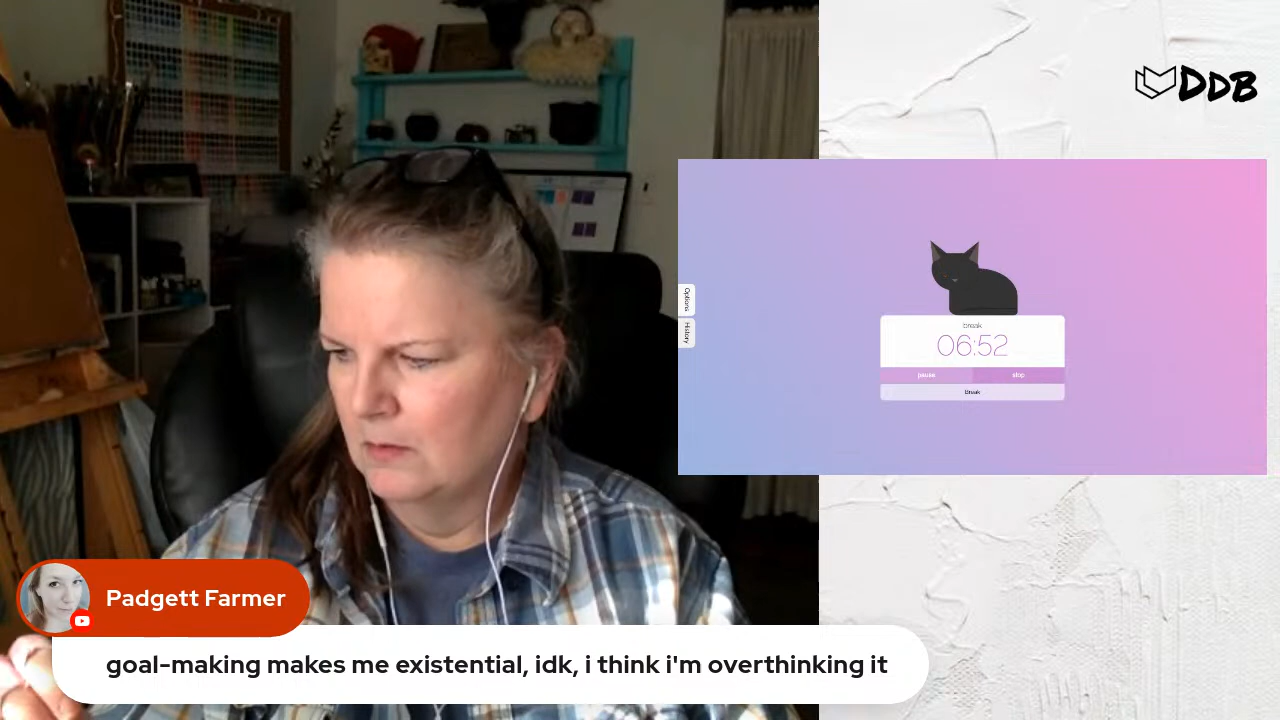 DDB
Options
History
break
06:52
pause
stop
Break
Padgett Farmer
goal-making makes me existential, idk, i think i'm overthinking it